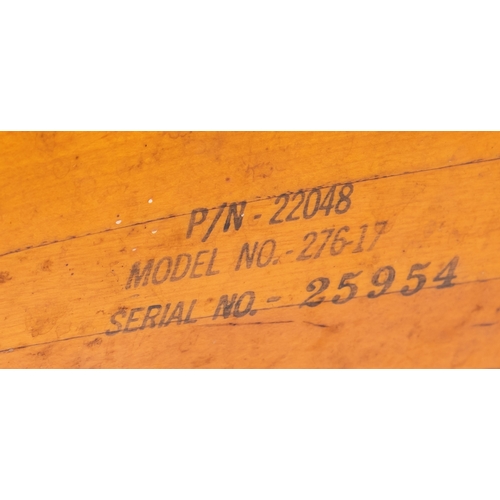 P/N - 22048
MODEL NO.- 276-17
SERIAL NO.- 25954